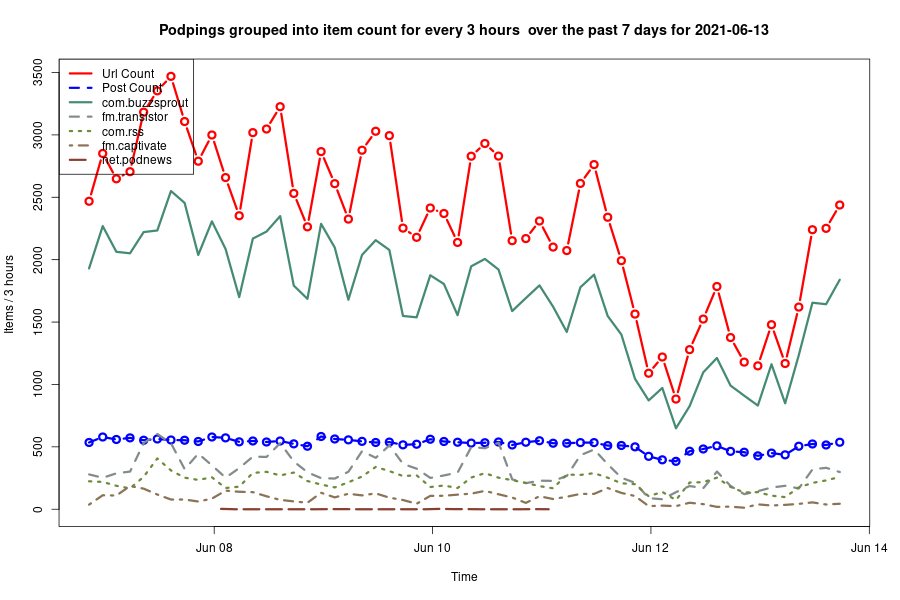 Podpings grouped into item count for every 3 hours  over the past 7 days for 2021-06-13
Items / 3 hours
3500
3000
2500
2000
1500
1000
500
0
Url Count
Post Count
com.buzzsprout
fm.transistor
com.rss
fm.captivate
net.podnews
Jun 08
Jun 10
Jun 12
Jun 14
Time